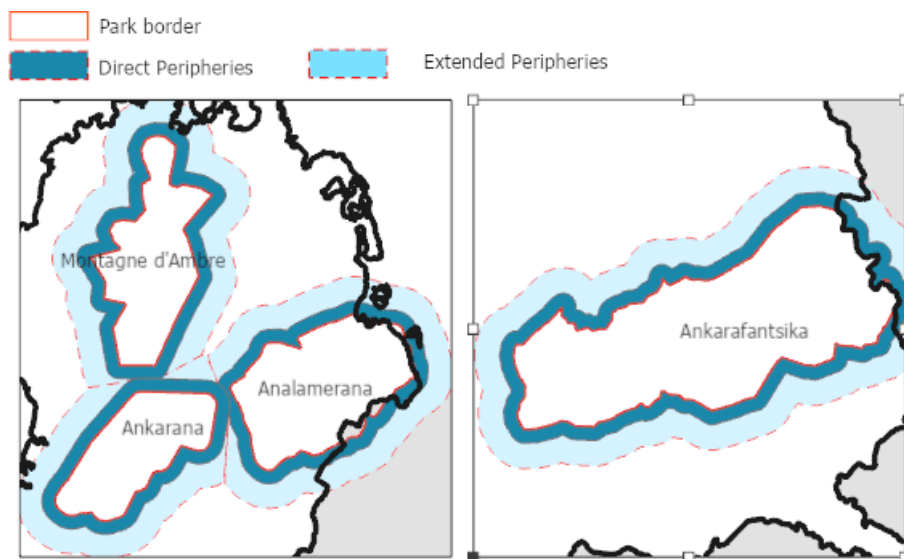 Park border
Direct Peripheries
Extended Peripheries
Montagne d'Ambre
Ankarafantsika
Analamerana
Ankarana